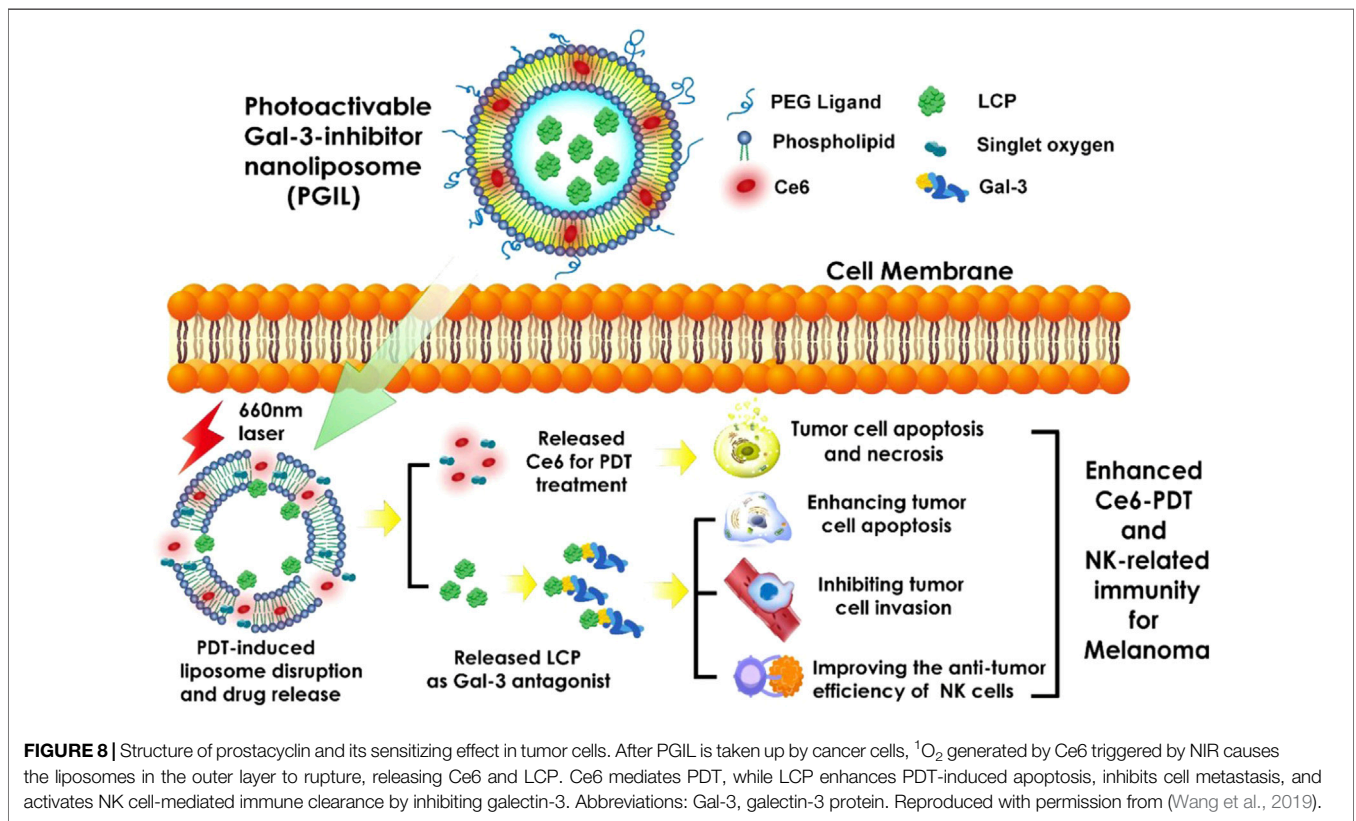 Photoactivable
Gal-3-inhibitor
nanoliposome
(PGIL)
PEG Ligand
LCP
Phospholipid
Singlet oxygen
Ce6
Gal-3
Cell Membrane
660nm
laser
PDT-induced
liposome disruption
and drug release
Released
Ce6 for PDT
treatment
Released LCP
as Gal-3 antagonist
Tumor cell apoptosis
and necrosis
Enhancing tumor
cell apoptosis
Inhibiting tumor
cell invasion
Improving the anti-tumor
efficiency of NK cells
Enhanced
Ce6-PDT
and
NK-related
immunity
for
Melanoma
FIGURE 8 | Structure of prostacyclin and its sensitizing effect in tumor cells. After PGIL is taken up by cancer cells, ¹O₂ generated by Ce6 triggered by NIR causes
the liposomes in the outer layer to rupture, releasing Ce6 and LCP. Ce6 mediates PDT, while LCP enhances PDT-induced apoptosis, inhibits cell metastasis, and
activates NK cell-mediated immune clearance by inhibiting galectin-3. Abbreviations: Gal-3, galectin-3 protein. Reproduced with permission from (Wang et al., 2019).